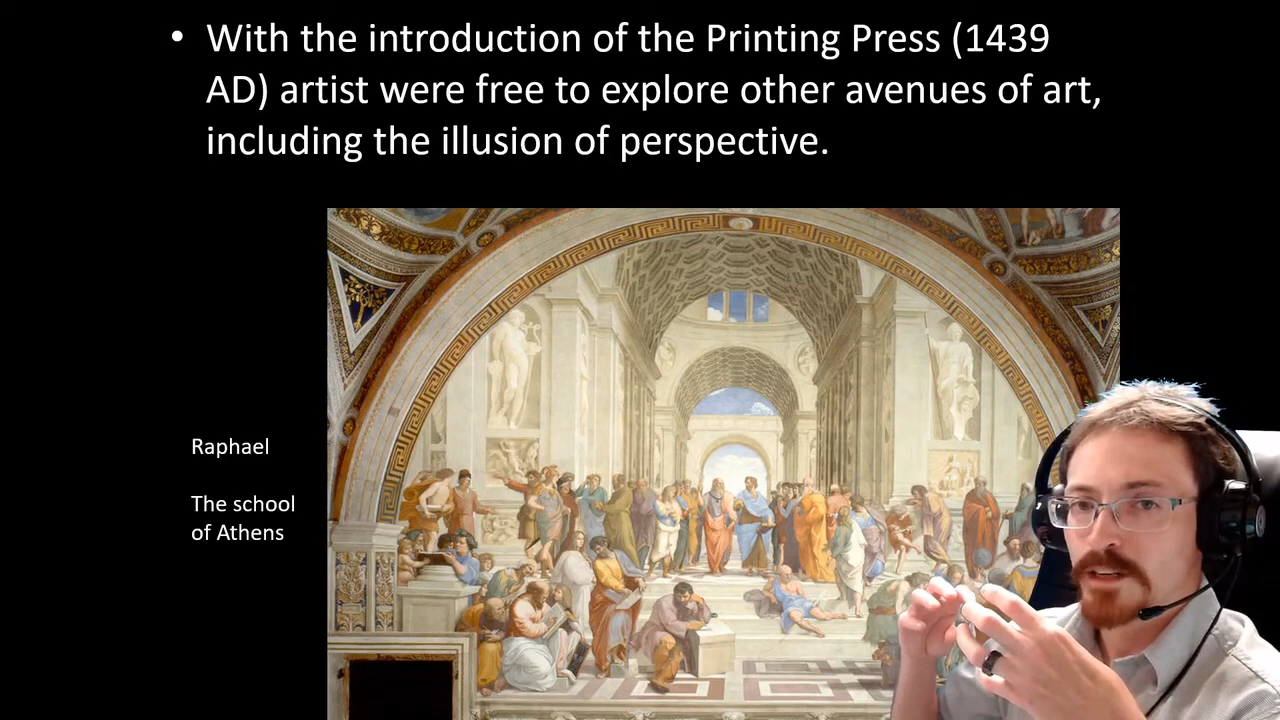 • With the introduction of the Printing Press (1439
AD) artist were free to explore other avenues of art,
including the illusion of perspective.
Raphael
The school
of Athens